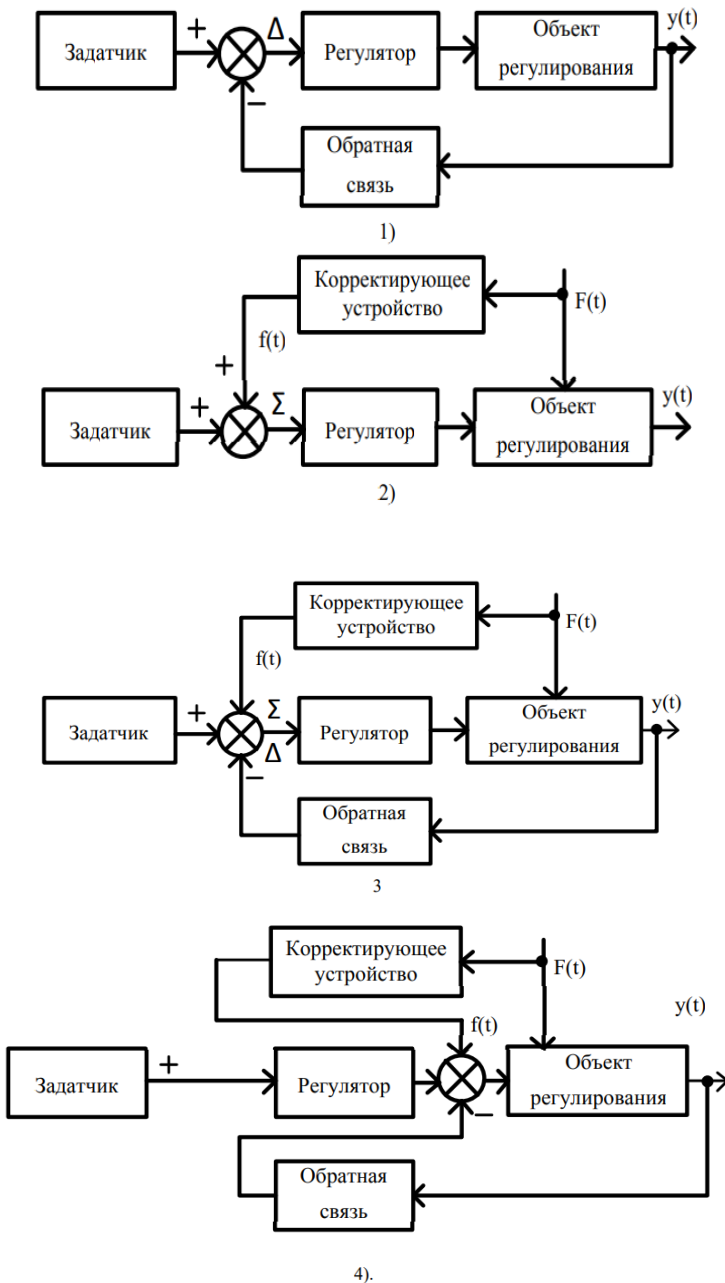 Задатчик
+
Δ
Регулятор
Объект
регулирования
y(t)
−
Обратная
связь
1)
Корректирующее
устройство
F(t)
f(t)
+
Задатчик
+
Σ
Регулятор
Объект
регулирования
y(t)
2)
Корректирующее
устройство
F(t)
f(t)
Задатчик
+
Σ
Δ
Регулятор
Объект
регулирования
y(t)
−
Обратная
связь
3
Корректирующее
устройство
F(t)
y(t)
f(t)
Задатчик
+
Регулятор
Объект
регулирования
−
Обратная
связь
4).